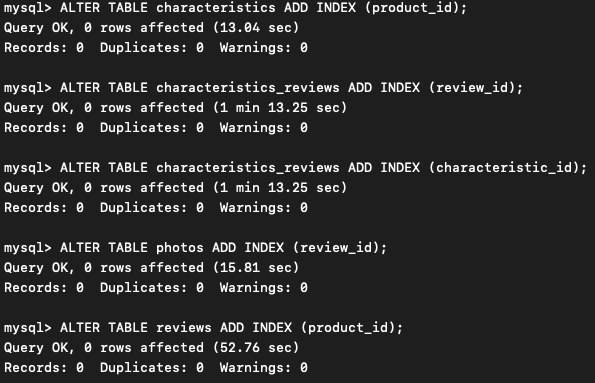 mysql> ALTER TABLE characteristics ADD INDEX (product_id);
Query OK, 0 rows affected (13.04 sec)
Records: 0  Duplicates: 0  Warnings: 0

mysql> ALTER TABLE characteristics_reviews ADD INDEX (review_id);
Query OK, 0 rows affected (1 min 13.25 sec)
Records: 0  Duplicates: 0  Warnings: 0

mysql> ALTER TABLE characteristics_reviews ADD INDEX (characteristic_id);
Query OK, 0 rows affected (1 min 13.25 sec)
Records: 0  Duplicates: 0  Warnings: 0

mysql> ALTER TABLE photos ADD INDEX (review_id);
Query OK, 0 rows affected (15.81 sec)
Records: 0  Duplicates: 0  Warnings: 0

mysql> ALTER TABLE reviews ADD INDEX (product_id);
Query OK, 0 rows affected (52.76 sec)
Records: 0  Duplicates: 0  Warnings: 0